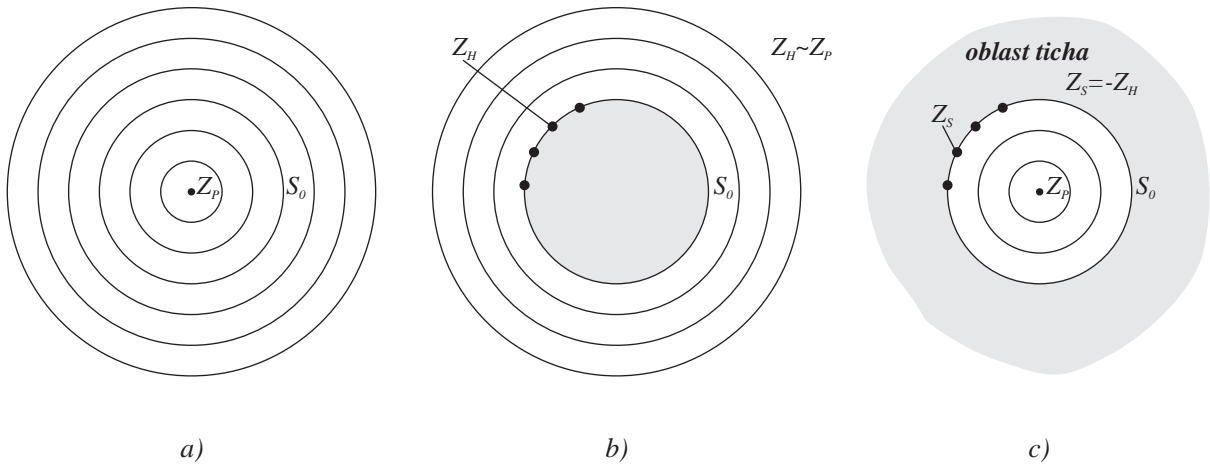 Z_P
S_0
a)
Z_H
Z_H~Z_P
S_0
b)
oblast ticha
Z_S=-Z_H
Z_S
Z_P
S_0
c)